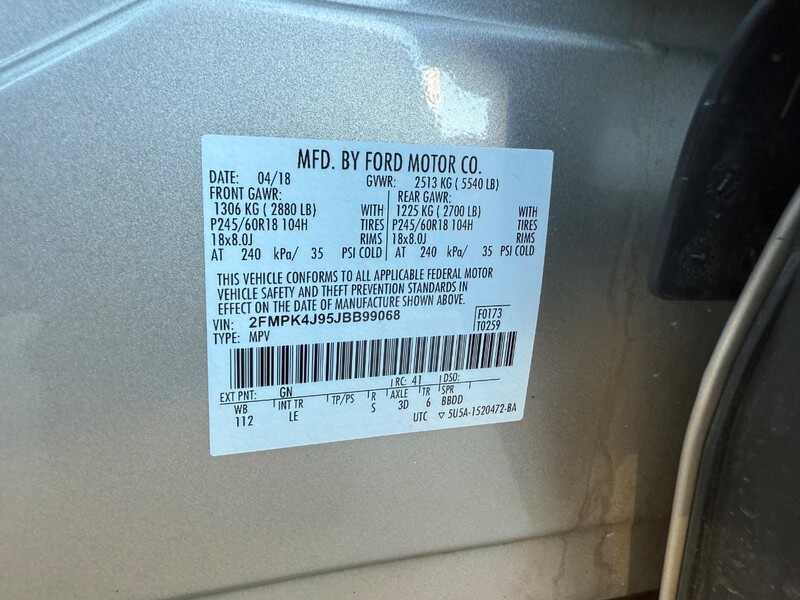 MFD. BY FORD MOTOR CO.
DATE: 04/18 GVWR: 2513 KG ( 5540 LB)
FRONT GAWR: REAR GAWR:
1306 KG ( 2880 LB) WITH 1225 KG ( 2700 LB) WITH
P245/60R18 104H TIRES P245/60R18 104H TIRES
18x8.0J RIMS 18x8.0J RIMS
AT 240 kPa/ 35 PSI COLD AT 240 kPa/ 35 PSI COLD
THIS VEHICLE CONFORMS TO ALL APPLICABLE FEDERAL MOTOR
VEHICLE SAFETY AND THEFT PREVENTION STANDARDS IN
EFFECT ON THE DATE OF MANUFACTURE SHOWN ABOVE.
VIN: 2FMPK4J95JBB99068 F0173
TYPE: MPV T0259
EXT PNT: GN RC: 41 DSO:
WB INT TR TP/PS R AXLE TR SPR
112 LE S 3D 6 BBDD
UTC ▽ 5U5A-1520472-BA